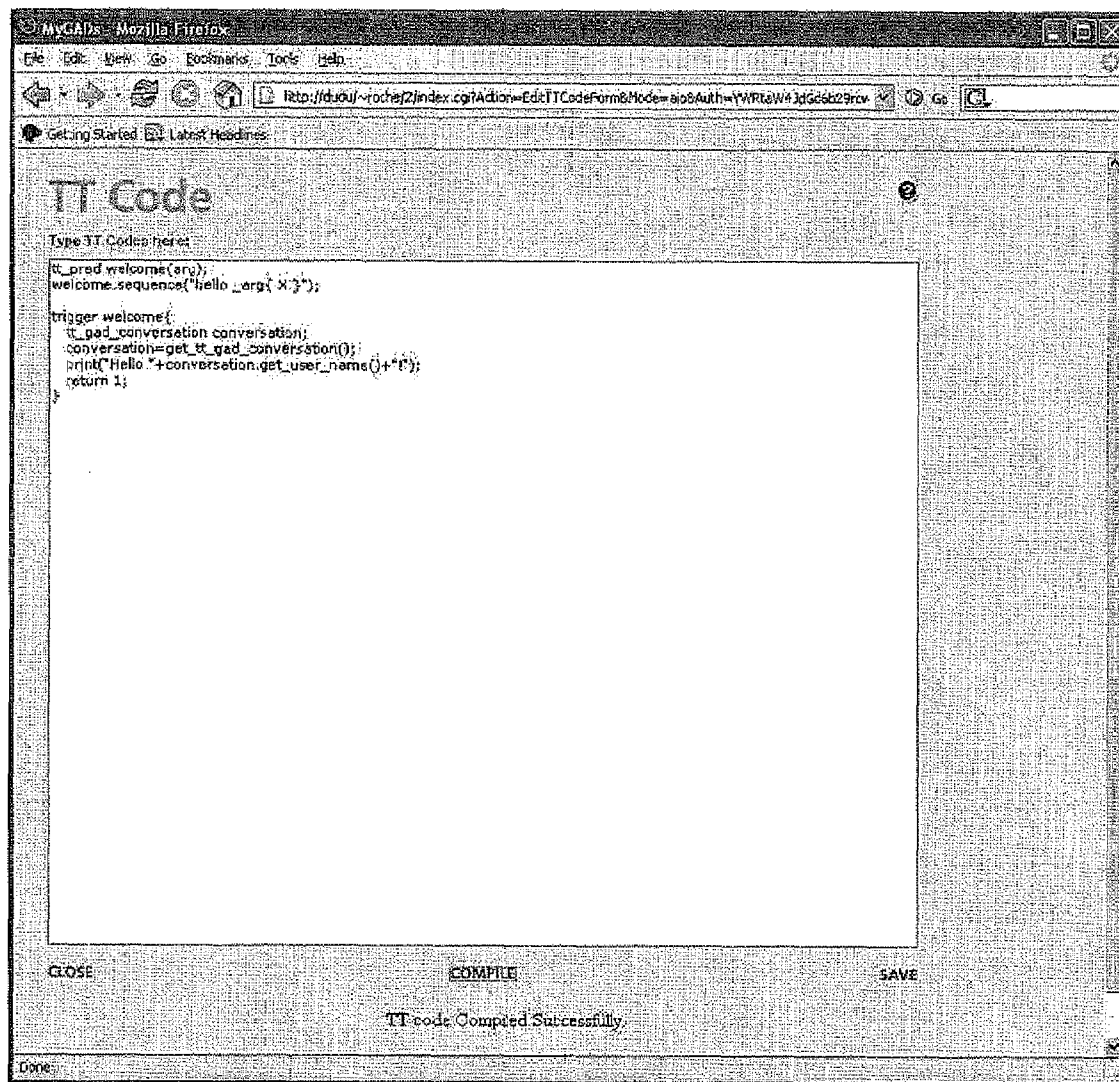 MyGADs - Mozilla Firefox
File Edit View Go Bookmarks Tools Help
Go
Getting Started Latest Headlines
TT Code
?
Type TT Codes here:
tt_pred welcome(arg);
welcome.sequence("hello _arg{ X }");
trigger welcome{
tt_gad_conversation conversation;
conversation=get_tt_gad_conversation();
print("Hello "+conversation.get_user_name()+"!");
return 1;
}
CLOSE COMPILE SAVE
TT code Compiled Successfully.
Done